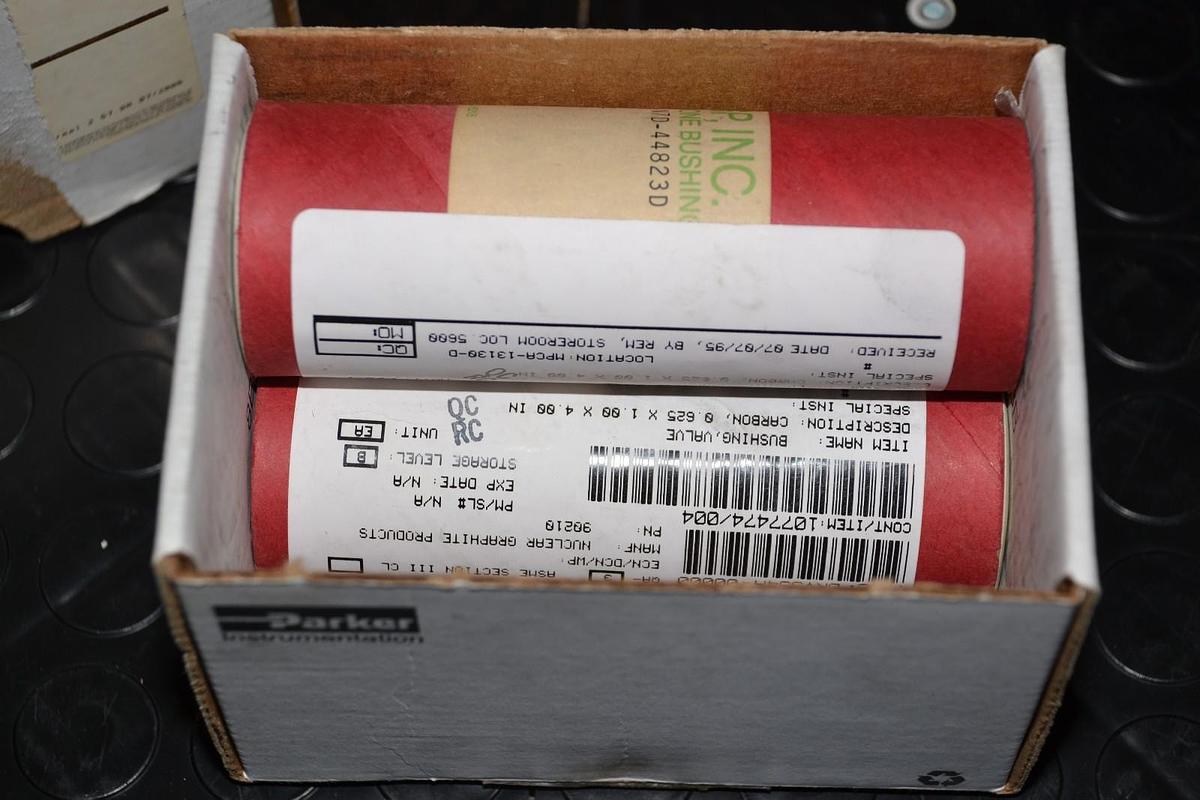 P INC.
NE BUSHING
TD-44823D
SPECIAL INST:
#
LOCATION: MPCA-13130-D
RECEIVED: DATE 07/07/95, BY REM, STOREROOM LOC 5600
QC:
MO:
ASME SECTION III CL
ECN/DCN/WP:
MANF: NUCLEAR GRAPHITE PRODUCTS
PN: 90210
CONT/ITEM:1077474/004
PM/SL# N/A
EXP DATE: N/A
STORAGE LEVEL: B
ITEM NAME: BUSHING,VALVE
UNIT: EA
DESCRIPTION: CARBON, 0.625 X 1.00 X 4.00 IN
SPECIAL INST:
QC
RC
Parker
Instrumentation